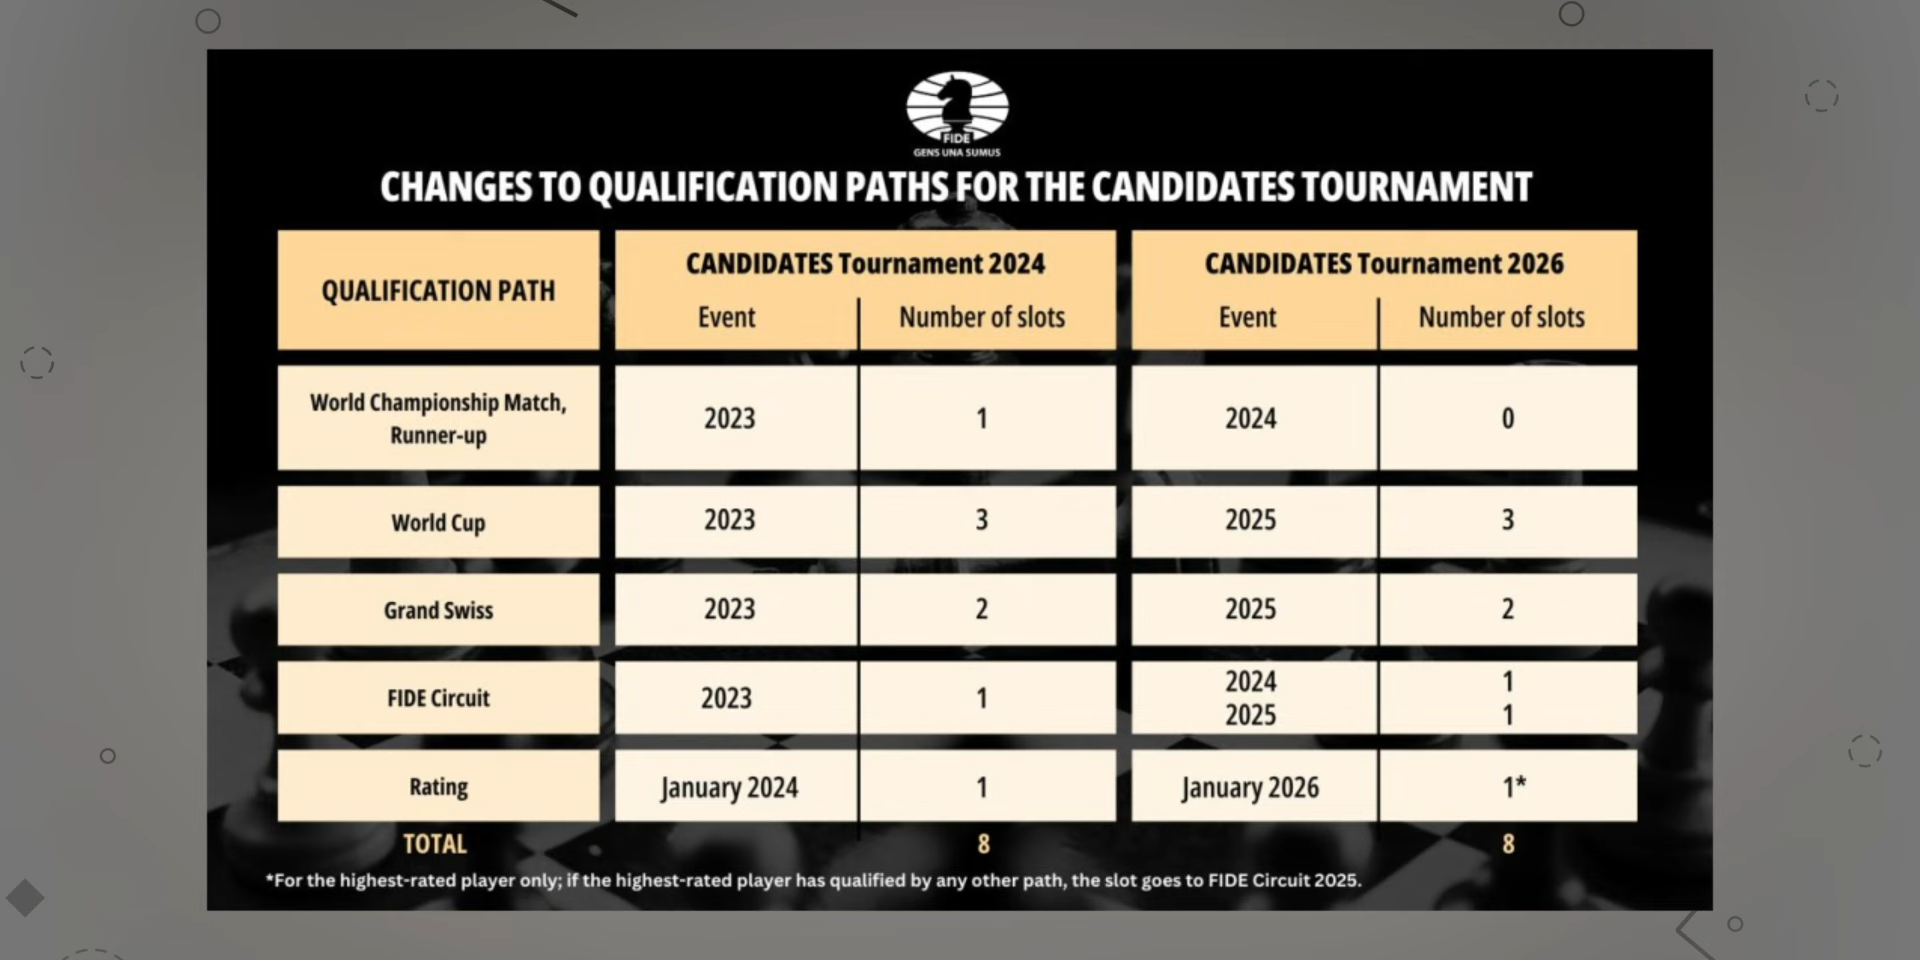 FIDE
GENS UNA SUMUS
CHANGES TO QUALIFICATION PATHS FOR THE CANDIDATES TOURNAMENT
QUALIFICATION PATH
CANDIDATES Tournament 2024
Event
Number of slots
CANDIDATES Tournament 2026
Event
Number of slots
World Championship Match,
Runner-up
2023
1
2024
0
World Cup
2023
3
2025
3
Grand Swiss
2023
2
2025
2
FIDE Circuit
2023
1
2024
2025
1
1
Rating
January 2024
1
January 2026
1*
TOTAL
8
8
*For the highest-rated player only; if the highest-rated player has qualified by any other path, the slot goes to FIDE Circuit 2025.